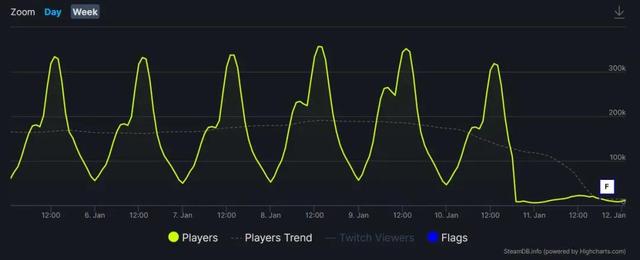 Zoom Day Week
300k
200k
100k
0
F
12:00 6. Jan 12:00 7. Jan 12:00 8. Jan 12:00 9. Jan 12:00 10. Jan 12:00 11. Jan 12:00 12. Jan
Players Players Trend Twitch Viewers Flags
SteamDB.info (powered by Highcharts.com)